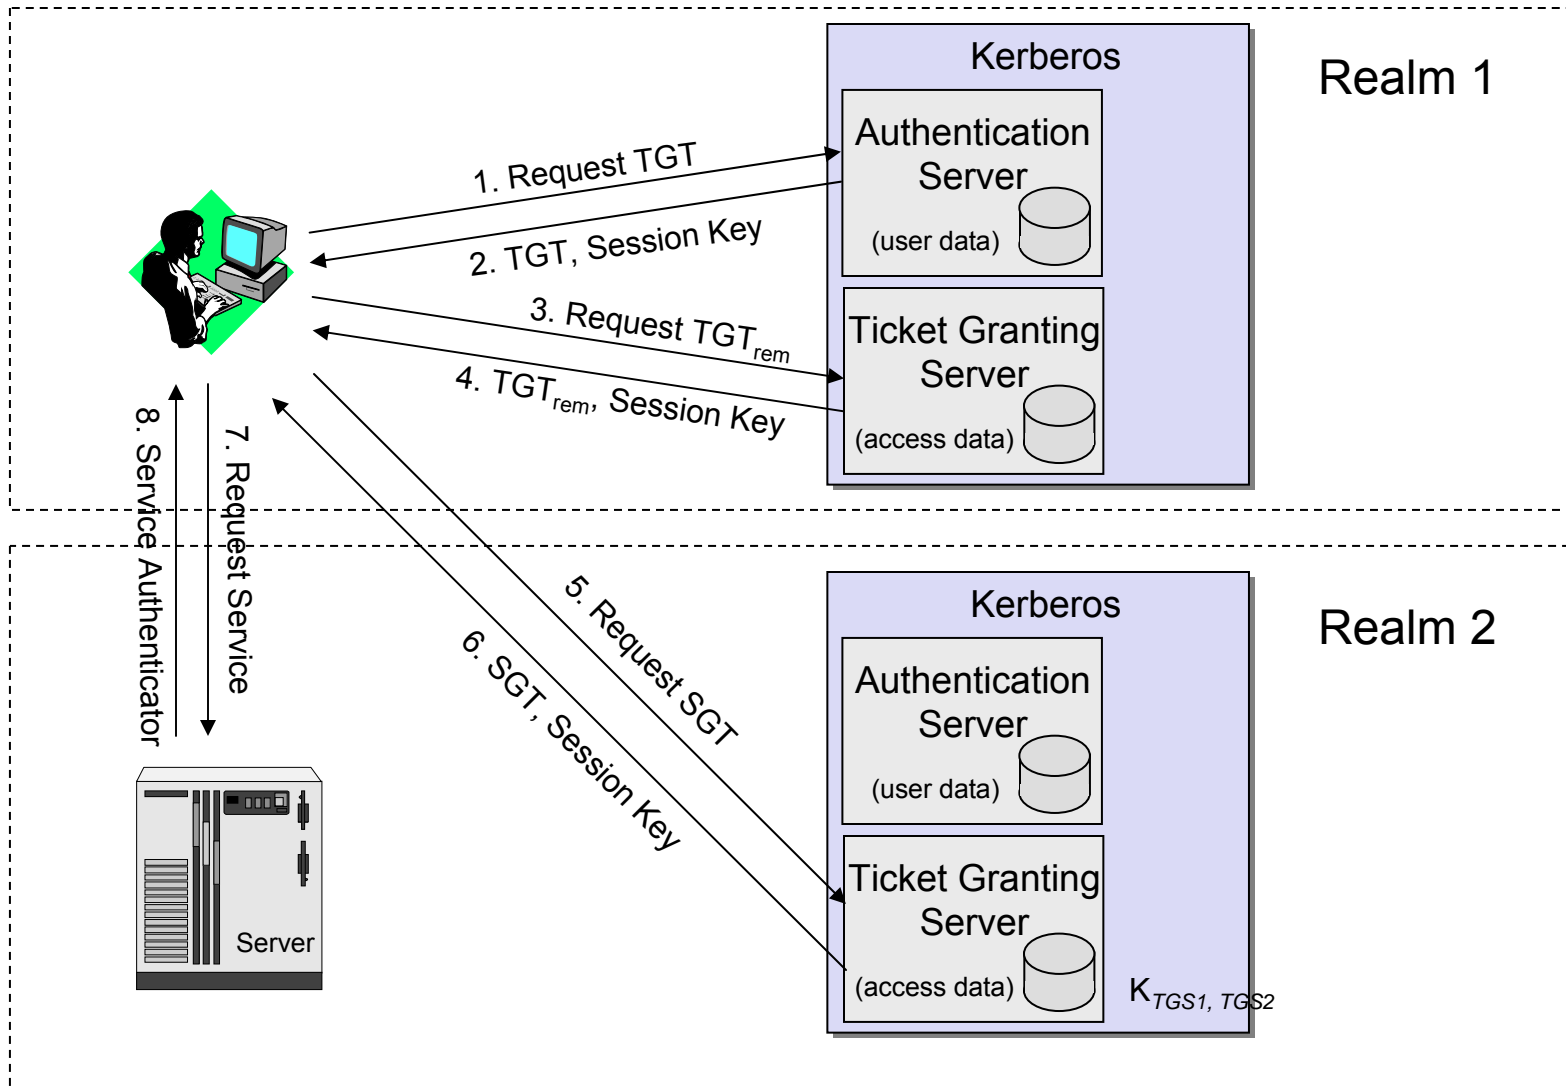 Kerberos
Realm 1
Authentication
Server
(user data)
1. Request TGT
2. TGT, Session Key
3. Request TGTrem
4. TGTrem, Session Key
Ticket Granting
Server
(access data)
8. Service Authenticator
7. Request Service
5. Request SGT
6. SGT, Session Key
Kerberos
Realm 2
Authentication
Server
(user data)
Ticket Granting
Server
(access data)
KTGS1, TGS2
Server